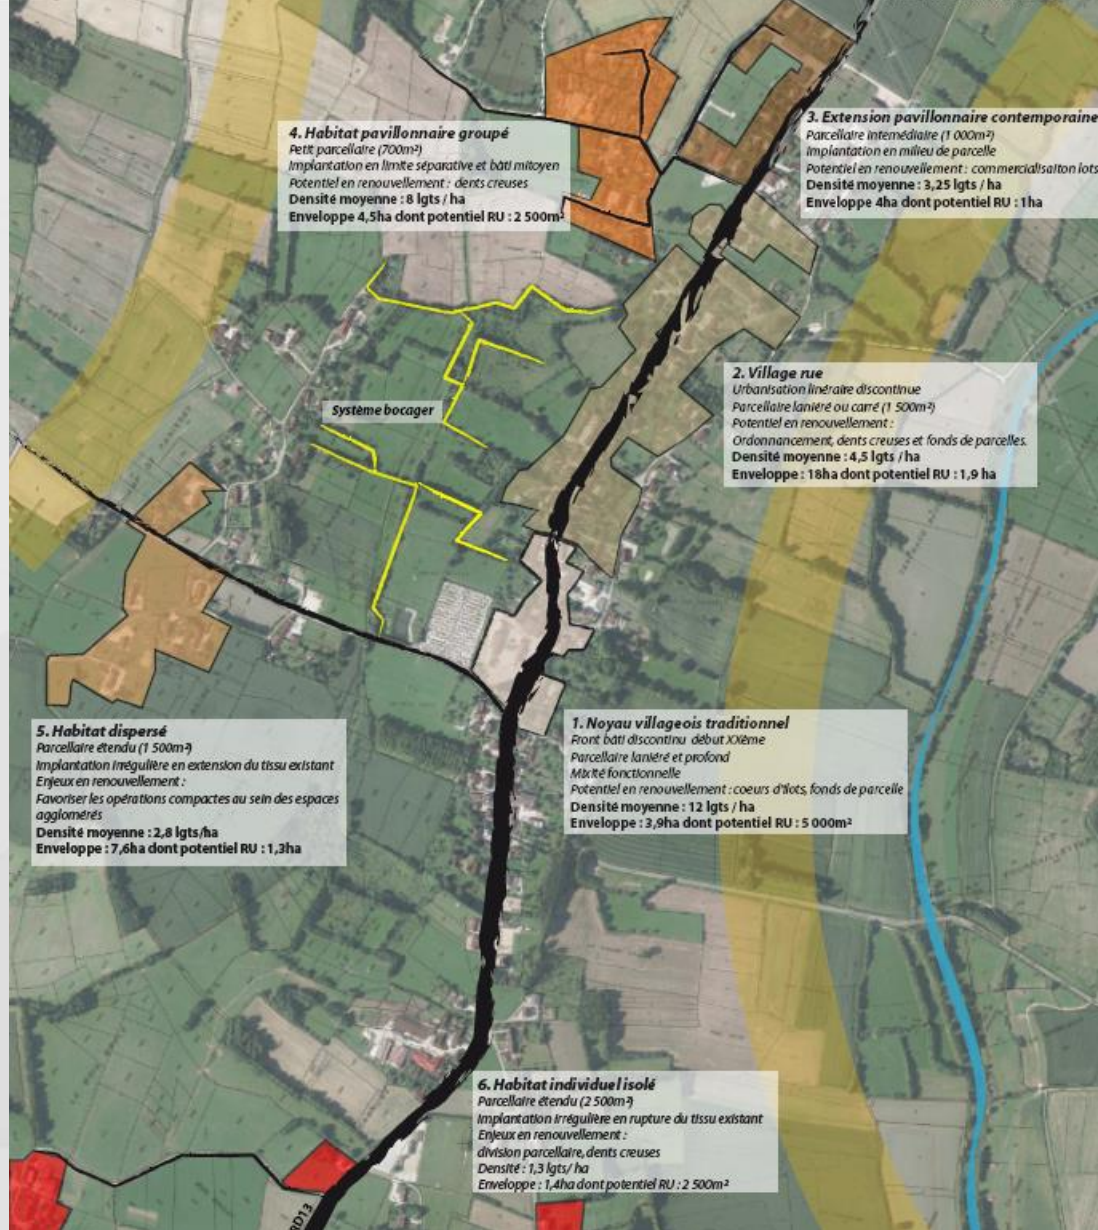 3. Extension pavillonnaire contemporaine
Parcellaire intemédiaire (1 000m²)
Implantation en milieu de parcelle
Potentiel en renouvellement : commercialisaiton lots
Densité moyenne : 3,25 lgts / ha
Enveloppe 4ha dont potentiel RU : 1ha
4. Habitat pavillonnaire groupé
Petit parcellaire (700m²)
Implantation en limite séparative et bâti mitoyen
Potentiel en renouvellement : dents creuses
Densité moyenne : 8 lgts / ha
Enveloppe 4,5ha dont potentiel RU : 2 500m²
2. Village rue
Urbanisation linéraire discontinue
Parcellaire laniéré ou carré (1 500m²)
Potentiel en renouvellement :
Ordonnancement, dents creuses et fonds de parcelles.
Densité moyenne : 4,5 lgts / ha
Enveloppe : 18ha dont potentiel RU : 1,9 ha
Système bocager
1. Noyau villageois traditionnel
Front bâti discontinu début XXième
Parcellaire laniéré et profond
Mixité fonctionnelle
Potentiel en renouvellement : coeurs d'îlots, fonds de parcelle
Densité moyenne : 12 lgts / ha
Enveloppe : 3,9ha dont potentiel RU : 5 000m²
5. Habitat dispersé
Parcellaire étendu (1 500m²)
Implantation irrégulière en extension du tissu existant
Enjeux en renouvellement :
Favoriser les opérations compactes au sein des espaces
agglomérés
Densité moyenne : 2,8 lgts/ha
Enveloppe : 7,6ha dont potentiel RU : 1,3ha
6. Habitat individuel isolé
Parcellaire étendu (2 500m²)
Implantation irrégulière en rupture du tissu existant
Enjeux en renouvellement :
division parcellaire, dents creuses
Densité : 1,3 lgts/ ha
Enveloppe : 1,4ha dont potentiel RU : 2 500m²
RD13